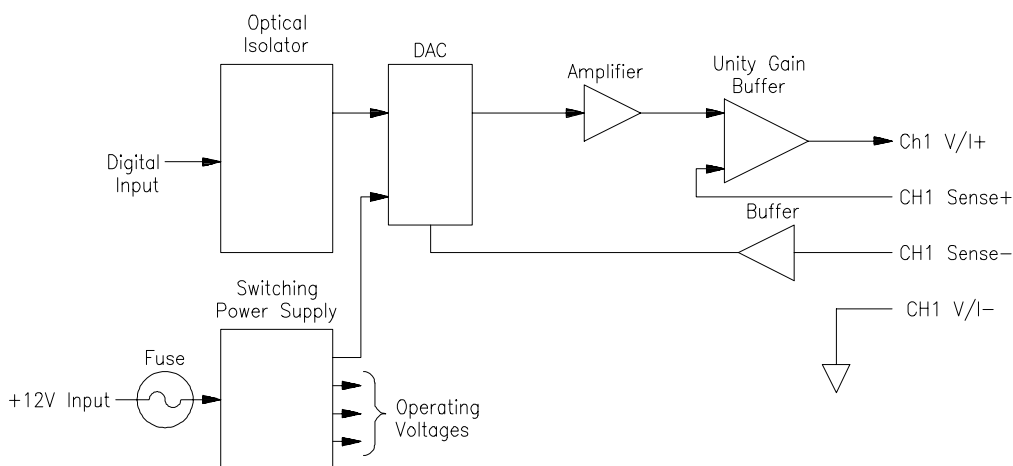 Optical
Isolator
DAC
Amplifier
Unity Gain
Buffer
Digital
Input
Ch1 V/I+
CH1 Sense+
Buffer
CH1 Sense−
Switching
Power Supply
CH1 V/I−
Fuse
+12V Input
Operating
Voltages